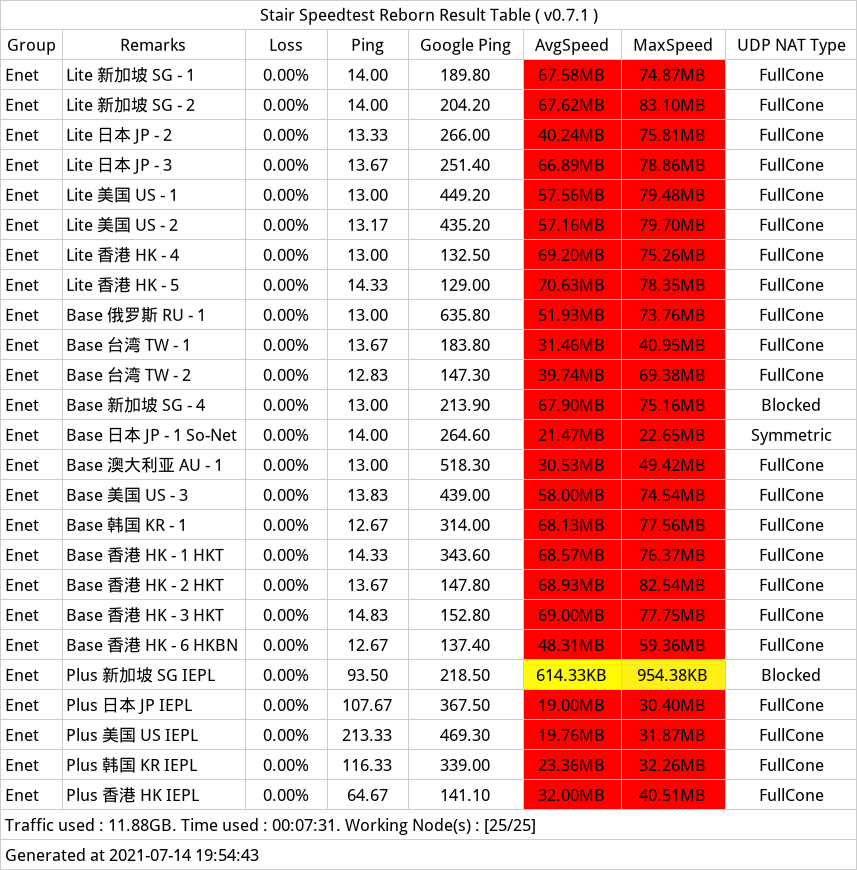 Stair Speedtest Reborn Result Table ( v0.7.1 )
Group Remarks Loss Ping Google Ping AvgSpeed MaxSpeed UDP NAT Type
Enet Lite 新加坡 SG - 1 0.00% 14.00 189.80 67.58MB 74.87MB FullCone
Enet Lite 新加坡 SG - 2 0.00% 14.00 204.20 67.62MB 83.10MB FullCone
Enet Lite 日本 JP - 2 0.00% 13.33 266.00 40.24MB 75.81MB FullCone
Enet Lite 日本 JP - 3 0.00% 13.67 251.40 66.89MB 78.86MB FullCone
Enet Lite 美国 US - 1 0.00% 13.00 449.20 57.56MB 79.48MB FullCone
Enet Lite 美国 US - 2 0.00% 13.17 435.20 57.16MB 79.70MB FullCone
Enet Lite 香港 HK - 4 0.00% 13.00 132.50 69.20MB 75.26MB FullCone
Enet Lite 香港 HK - 5 0.00% 14.33 129.00 70.63MB 78.35MB FullCone
Enet Base 俄罗斯 RU - 1 0.00% 13.00 635.80 51.93MB 73.76MB FullCone
Enet Base 台湾 TW - 1 0.00% 13.67 183.80 31.46MB 40.95MB FullCone
Enet Base 台湾 TW - 2 0.00% 12.83 147.30 39.74MB 69.38MB FullCone
Enet Base 新加坡 SG - 4 0.00% 13.00 213.90 67.90MB 75.16MB Blocked
Enet Base 日本 JP - 1 So-Net 0.00% 14.00 264.60 21.47MB 22.65MB Symmetric
Enet Base 澳大利亚 AU - 1 0.00% 13.00 518.30 30.53MB 49.42MB FullCone
Enet Base 美国 US - 3 0.00% 13.83 439.00 58.00MB 74.54MB FullCone
Enet Base 韩国 KR - 1 0.00% 12.67 314.00 68.13MB 77.56MB FullCone
Enet Base 香港 HK - 1 HKT 0.00% 14.33 343.60 68.57MB 76.37MB FullCone
Enet Base 香港 HK - 2 HKT 0.00% 13.67 147.80 68.93MB 82.54MB FullCone
Enet Base 香港 HK - 3 HKT 0.00% 14.83 152.80 69.00MB 77.75MB FullCone
Enet Base 香港 HK - 6 HKBN 0.00% 12.67 137.40 48.31MB 59.36MB FullCone
Enet Plus 新加坡 SG IEPL 0.00% 93.50 218.50 614.33KB 954.38KB Blocked
Enet Plus 日本 JP IEPL 0.00% 107.67 367.50 19.00MB 30.40MB FullCone
Enet Plus 美国 US IEPL 0.00% 213.33 469.30 19.76MB 31.87MB FullCone
Enet Plus 韩国 KR IEPL 0.00% 116.33 339.00 23.36MB 32.26MB FullCone
Enet Plus 香港 HK IEPL 0.00% 64.67 141.10 32.00MB 40.51MB FullCone
Traffic used : 11.88GB. Time used : 00:07:31. Working Node(s) : [25/25]
Generated at 2021-07-14 19:54:43